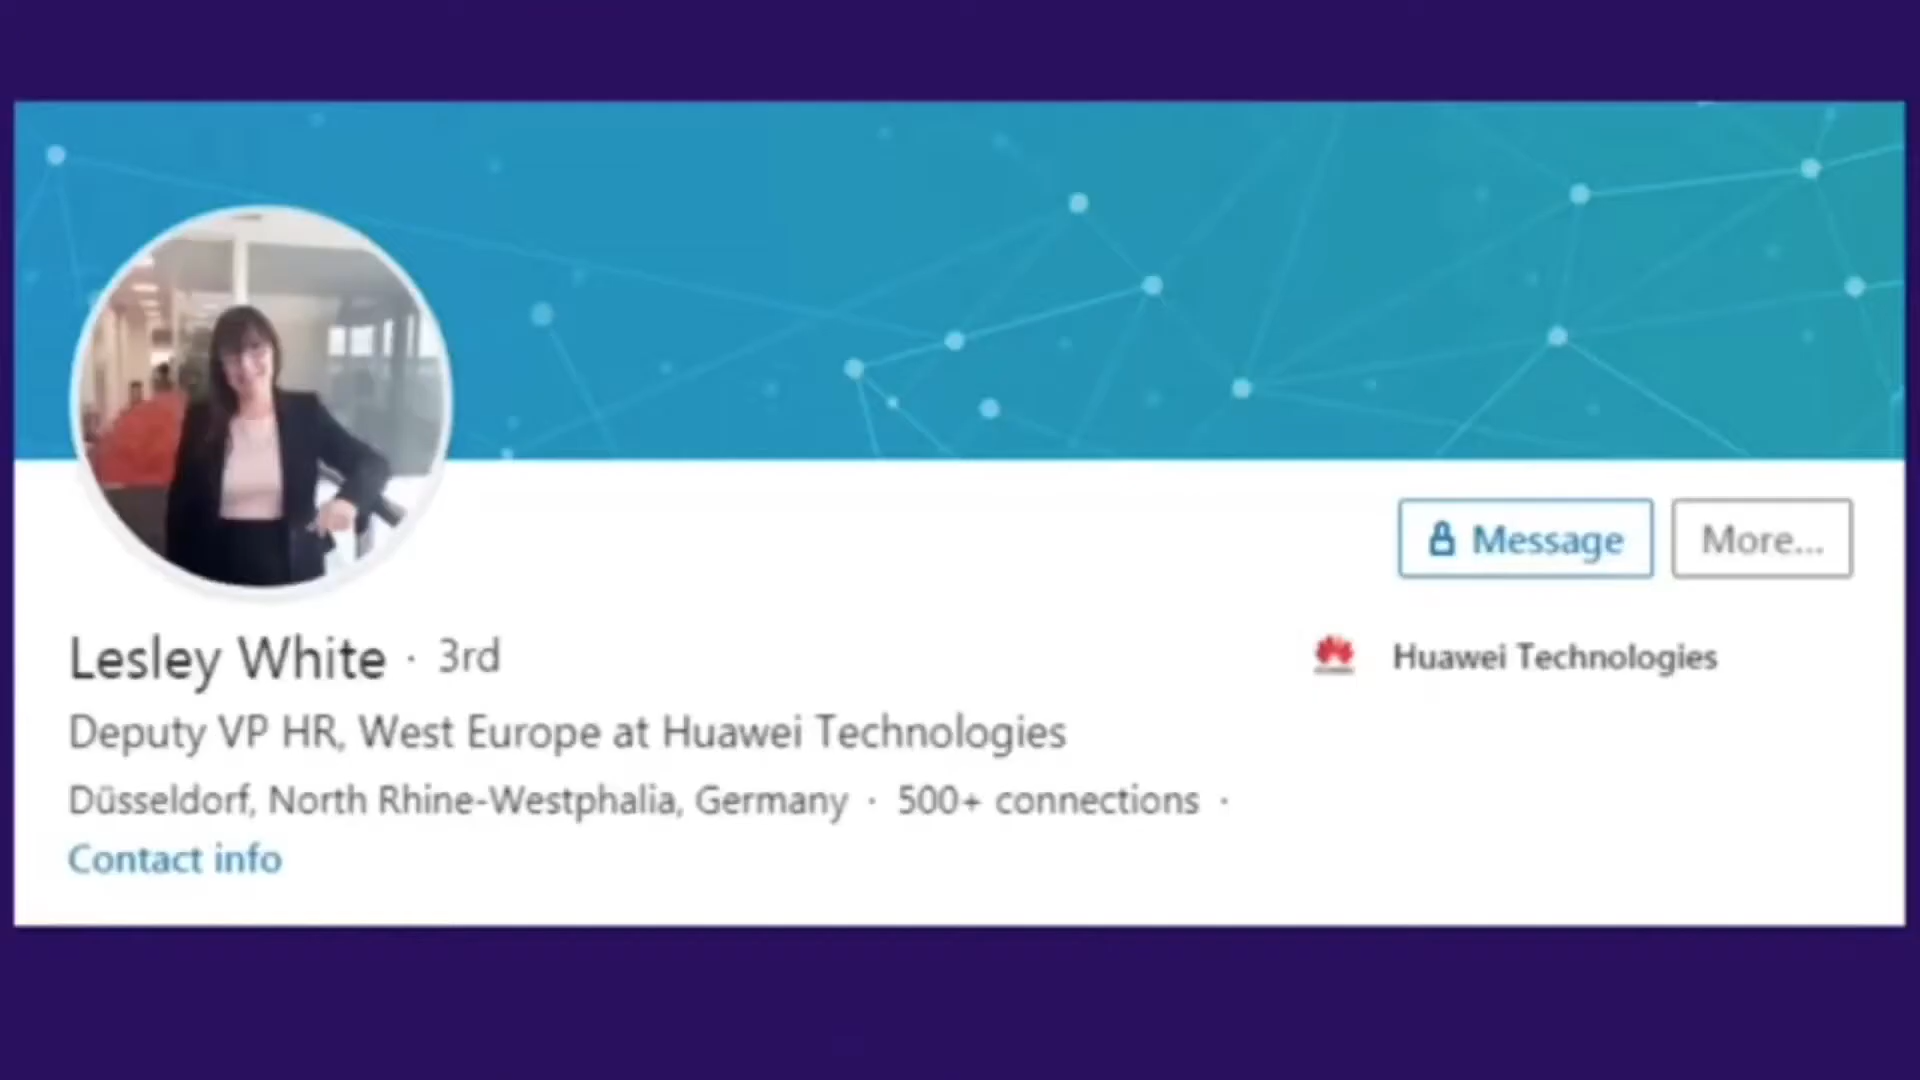 Message
More...
Lesley White · 3rd
Huawei Technologies
Deputy VP HR, West Europe at Huawei Technologies
Düsseldorf, North Rhine-Westphalia, Germany · 500+ connections ·
Contact info